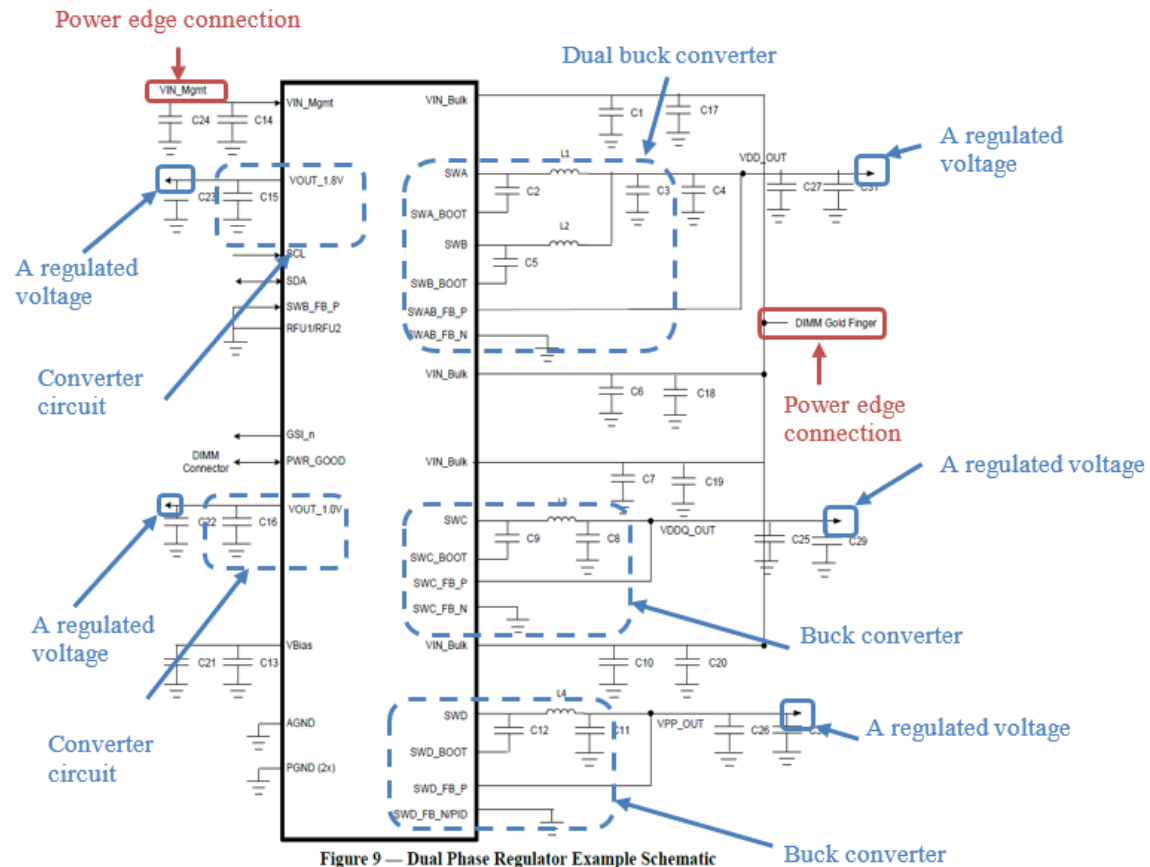 Power edge connection
Dual buck converter
VIN_Mgmt
VIN_Mgmt
VIN_Bulk
C24
C14
C1
C17
A regulated
voltage
L1
VDD_OUT
VOUT_1.8V
SWA
C23
C15
C2
C3
C4
C27
C31
SWA_BOOT
L2
SWB
SCL
C5
A regulated
voltage
SDA
SWB_BOOT
SWB_FB_P
SWAB_FB_P
RFU1/RFU2
DIMM Gold Finger
SWAB_FB_N
Converter
circuit
VIN_Bulk
C6
C18
Power edge
connection
GSI_n
DIMM
Connector
PWR_GOOD
VIN_Bulk
A regulated voltage
C7
C19
VOUT_1.0V
L3
SWC
VDDQ_OUT
C22
C16
C9
C8
C25
C29
SWC_BOOT
SWC_FB_P
SWC_FB_N
A regulated
voltage
Buck converter
VBias
VIN_Bulk
C21
C13
C10
C20
L4
SWD
VPP_OUT
AGND
C12
C11
C26
A regulated voltage
Converter
circuit
SWD_BOOT
PGND (2x)
SWD_FB_P
SWD_FB_N/PID
Buck converter
Figure 9 — Dual Phase Regulator Example Schematic